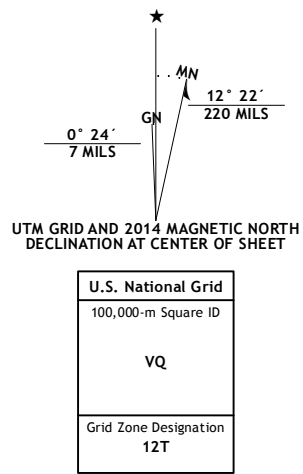 ★
MN
GN
12° 22´
220 MILS
0° 24´
7 MILS
UTM GRID AND 2014 MAGNETIC NORTH
DECLINATION AT CENTER OF SHEET
U.S. National Grid
100,000-m Square ID
VQ
Grid Zone Designation
12T